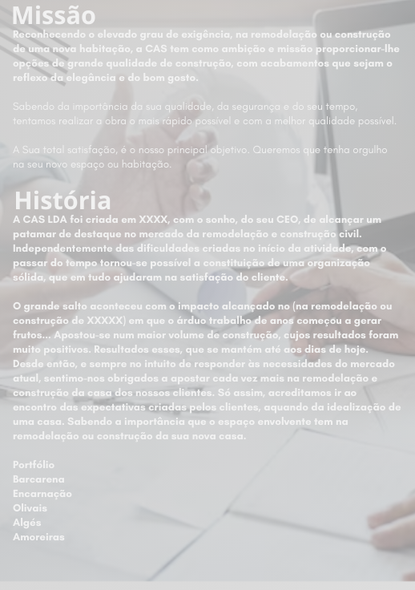 Missão
Reconhecendo o elevado grau de exigência, na remodelação ou construção
de uma nova habitação, a CAS tem como ambição e missão proporcionar-lhe
opções de grande qualidade de construção, com acabamentos que sejam o
reflexo da elegância e do bom gosto.
Sabendo da importância da sua qualidade, da segurança e do seu tempo,
tentamos realizar a obra o mais rápido possível e com a melhor qualidade possível.
A Sua total satisfação, é o nosso principal objetivo. Queremos que tenha orgulho
na seu novo espaço ou habitação.
História
A CAS LDA foi criada em XXXX, com o sonho, do seu CEO, de alcançar um
patamar de destaque no mercado da remodelação e construção civil.
Independentemente das dificuldades criadas no início da atividade, com o
passar do tempo tornou-se possível a constituição de uma organização
sólida, que em tudo ajudaram na satisfação do cliente.
O grande salto aconteceu com o impacto alcançado no (na remodelação ou
construção de XXXXX) em que o árduo trabalho de anos começou a gerar
frutos... Apostou-se num maior volume de construção, cujos resultados foram
muito positivos. Resultados esses, que se mantém até aos dias de hoje.
Desde então, e sempre no intuito de responder às necessidades do mercado
atual, sentimo-nos obrigados a apostar cada vez mais na remodelação e
construção da casa dos nossos clientes. Só assim, acreditamos ir ao
encontro das expectativas criadas pelos clientes, aquando da idealização de
uma casa. Sabendo a importância que o espaço envolvente tem na
remodelação ou construção da sua nova casa.
Portfólio
Barcarena
Encarnação
Olivais
Algés
Amoreiras